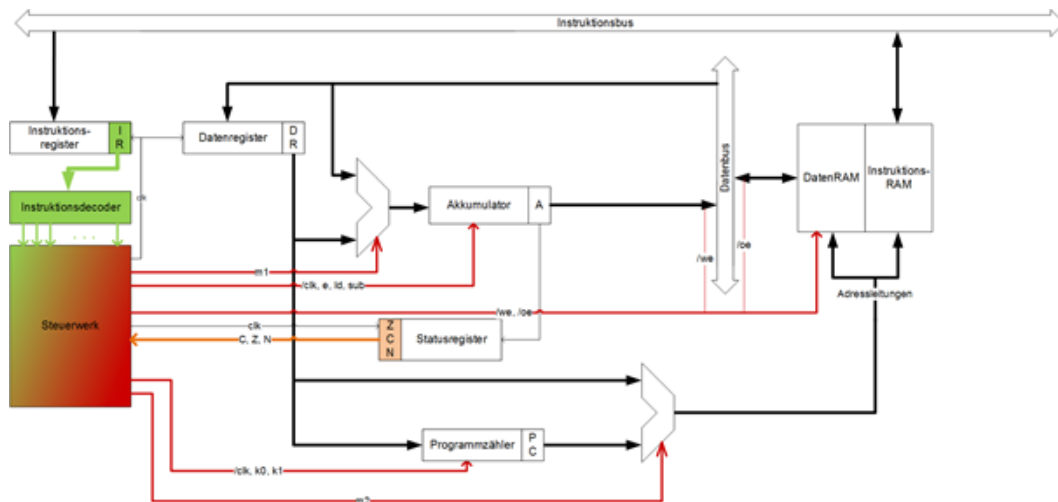 Instruktionsbus
Instruktions-
register
I
R
Datenregister
D
R
clk
Instruktionsdecoder
. . .
Akkumulator
A
Datenbus
DatenRAM
Instruktions-
RAM
/we
/oe
Adressleitungen
m1
/clk, e, ld, sub
/we, /oe
Steuerwerk
clk
C, Z, N
Z
C
N
Statusregister
Programmzähler
P
C
/clk, k0, k1
m2